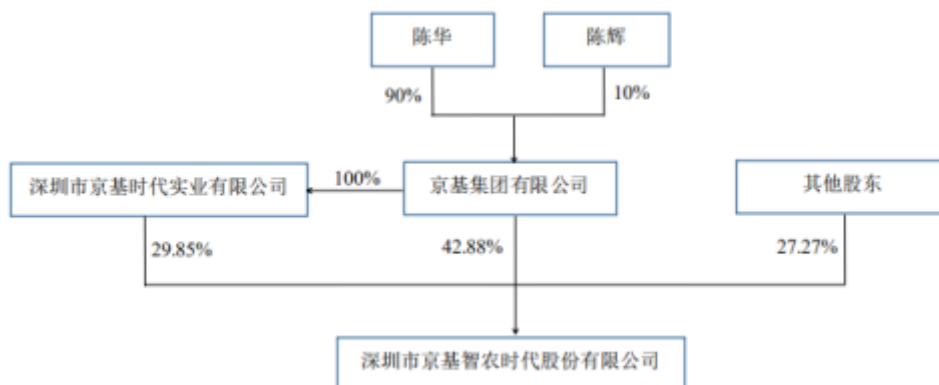 陈华
陈辉
90%
10%
深圳市京基时代实业有限公司
100%
京基集团有限公司
其他股东
29.85%
42.88%
27.27%
深圳市京基智农时代股份有限公司